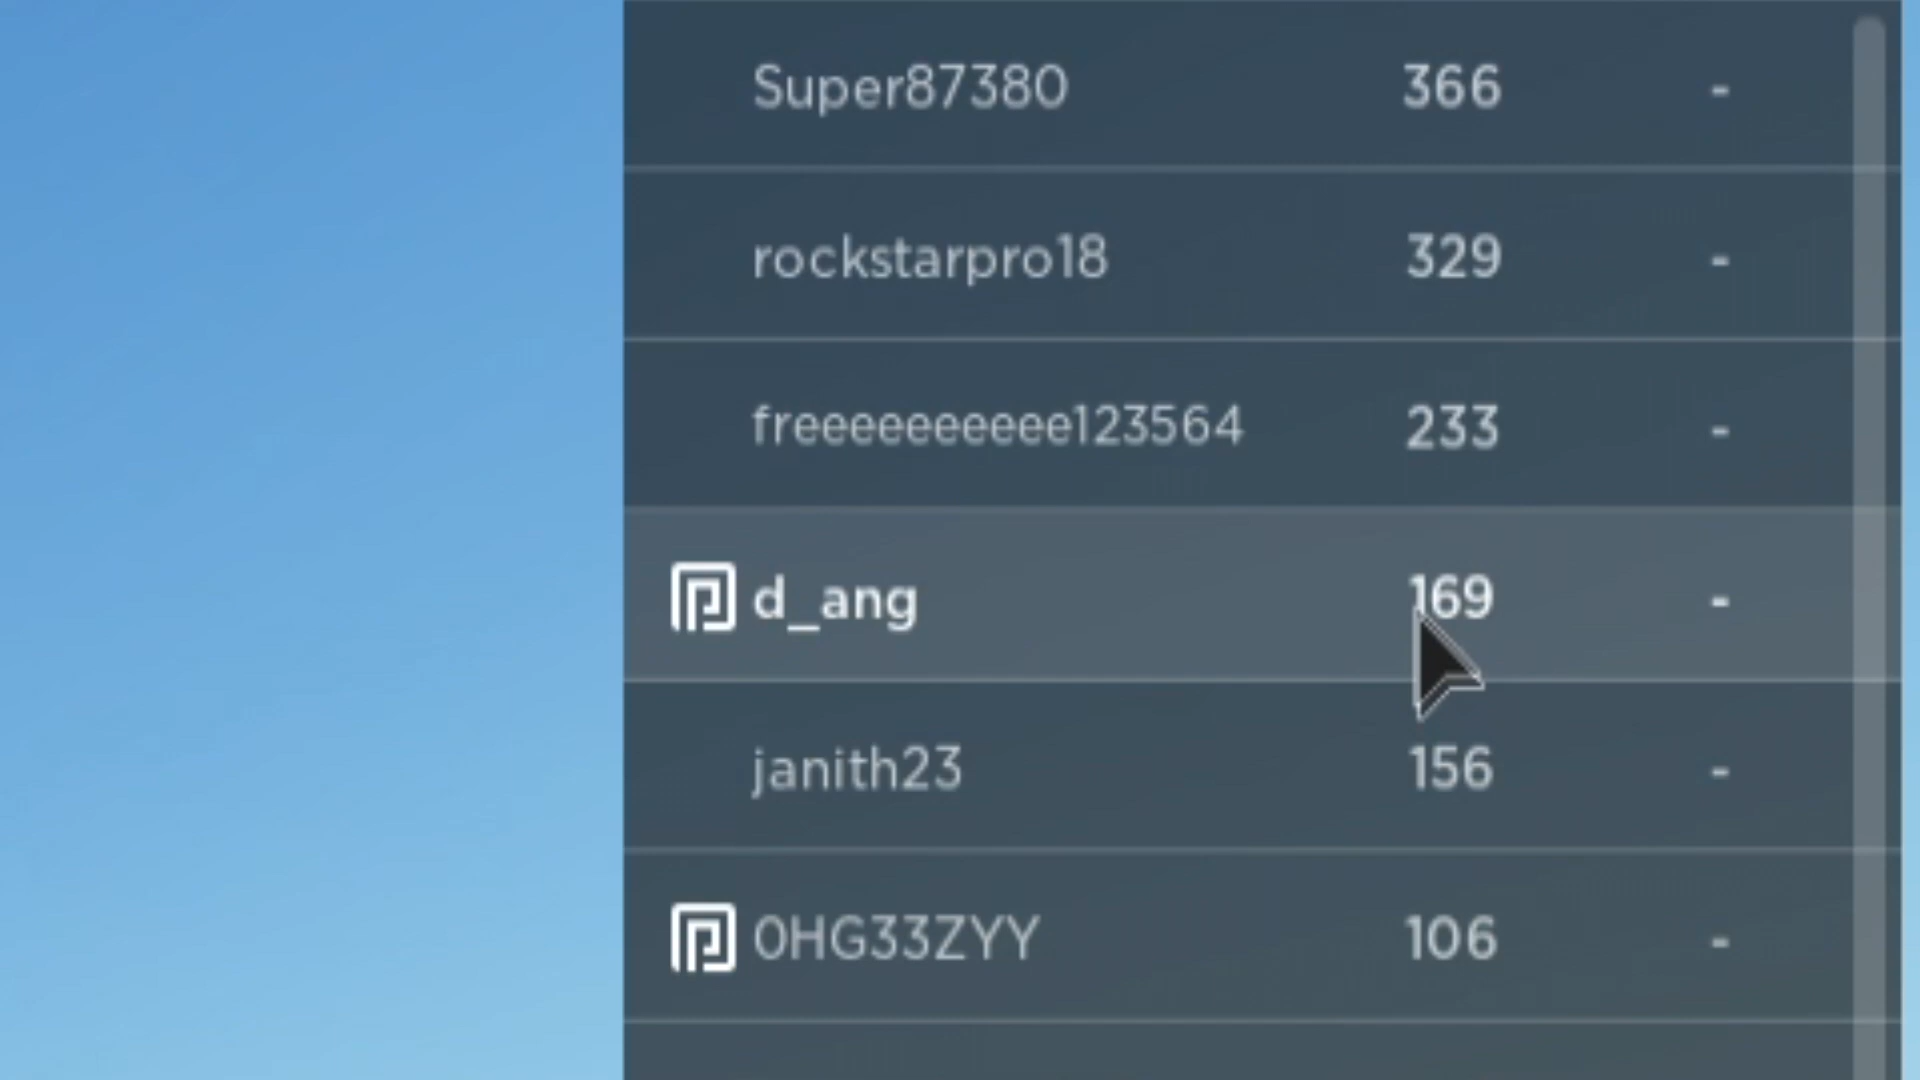 Super87380 366 -
rockstarpro18 329 -
freeeeeeeeee123564 233 -
d_ang 169 -
janith23 156 -
0HG33ZYY 106 -